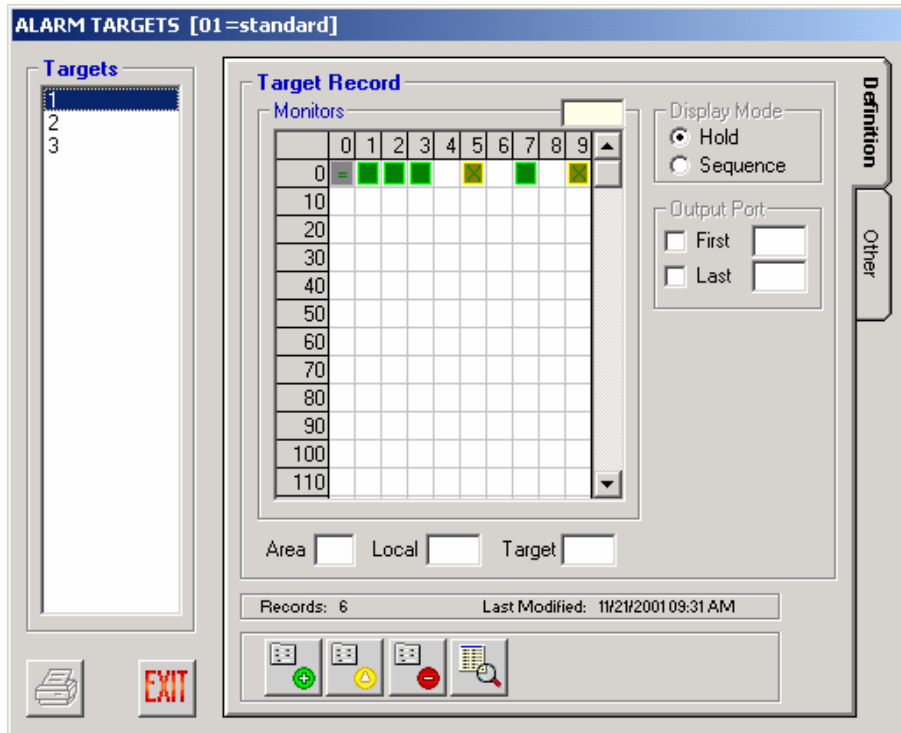 ALARM TARGETS [01=standard]
Targets
1
2
3
Target Record
Monitors
0 1 2 3 4 5 6 7 8 9
0 =
10
20
30
40
50
60
70
80
90
100
110
Display Mode
Hold
Sequence
Output Port
First
Last
Definition
Other
Area Local Target
Records: 6 Last Modified: 11/21/2001 09:31 AM
EXIT